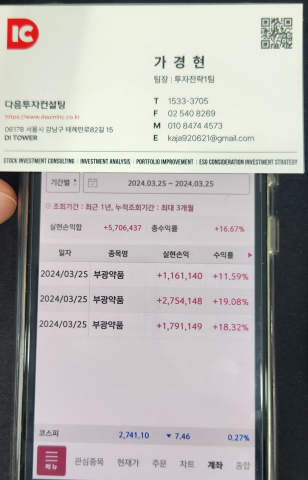 IC
가 경 현
팀장 | 투자전략1팀
다음투자컨설팅
https://www.dauminc.co.kr
06178 서울시 강남구 테헤란로82길 15
DI TOWER
T 1533-3705
F 02 540 8269
M 010 8474 4573
E kaja920621@gmail.com
STOCK INVESTMENT CONSULTING | INVESTMENT ANALYSIS | PORTFOLIO IMPROVEMENT | ESG CONSIDERATION INVESTMENT STRATEGY
기간별 2024.03.25 ~ 2024.03.25
조회기간 : 최근 1년, 누적조회기간 : 최대 3개월
실현손익합 +5,706,437 총수익률 +16.67%
일자 종목명 실현손익 수익률
2024/03/25 부광약품 +1,161,140 +11.59%
2024/03/25 부광약품 +2,754,148 +19.08%
2024/03/25 부광약품 +1,791,149 +18.32%
코스피 2,741.10 ▼ 7.46 0.27%
메뉴 관심종목 현재가 주문 차트 계좌 종합